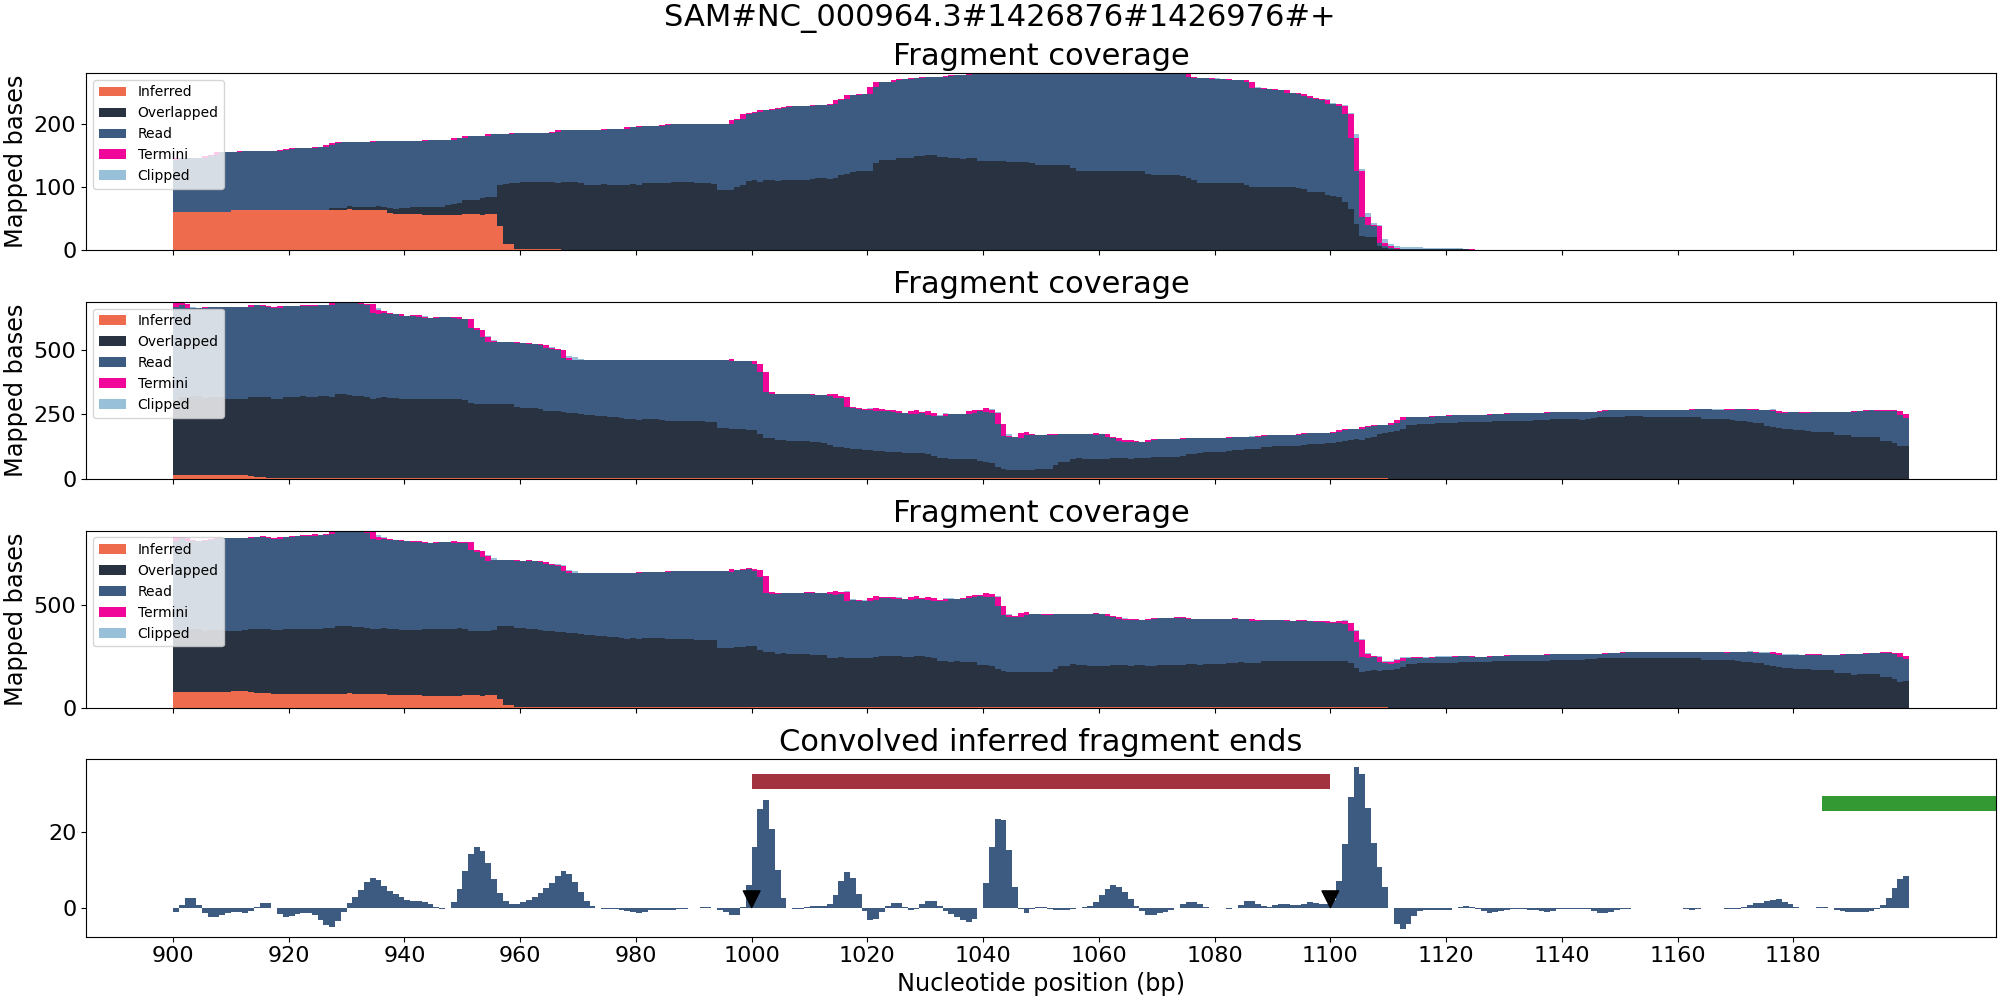 SAM#NC_000964.3#1426876#1426976#+
Fragment coverage
Mapped bases
200
100
0
Inferred
Overlapped
Read
Termini
Clipped
Fragment coverage
Mapped bases
500
250
0
Inferred
Overlapped
Read
Termini
Clipped
Fragment coverage
Mapped bases
500
0
Inferred
Overlapped
Read
Termini
Clipped
Convolved inferred fragment ends
20
0
900 920 940 960 980 1000 1020 1040 1060 1080 1100 1120 1140 1160 1180
Nucleotide position (bp)